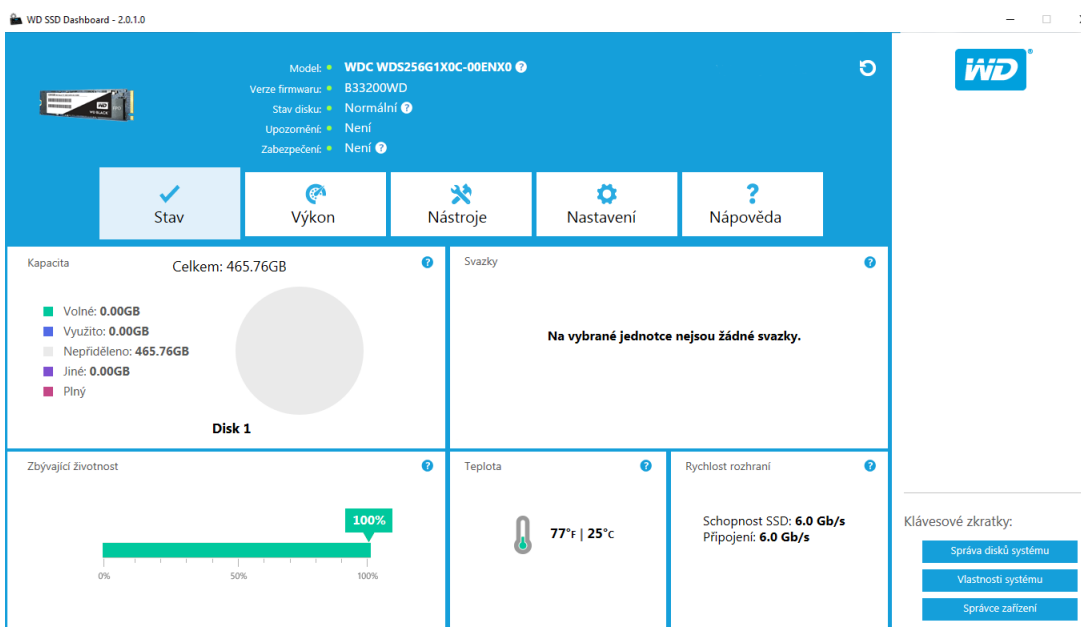 WD SSD Dashboard - 2.0.1.0
Model: WDC WDS256G1X0C-00ENX0
Verze firmwaru: B33200WD
Stav disku: Normální
Upozornění: Není
Zabezpečení: Není
WD
Stav
Výkon
Nástroje
Nastavení
Nápověda
Kapacita
Celkem: 465.76GB
Volné: 0.00GB
Využito: 0.00GB
Nepřiděleno: 465.76GB
Jiné: 0.00GB
Plný
Disk 1
Svazky
Na vybrané jednotce nejsou žádné svazky.
Zbývající životnost
100%
0%
50%
100%
Teplota
77°F | 25°C
Rychlost rozhraní
Schopnost SSD: 6.0 Gb/s
Připojení: 6.0 Gb/s
Klávesové zkratky:
Správa disků systému
Vlastnosti systému
Správce zařízení